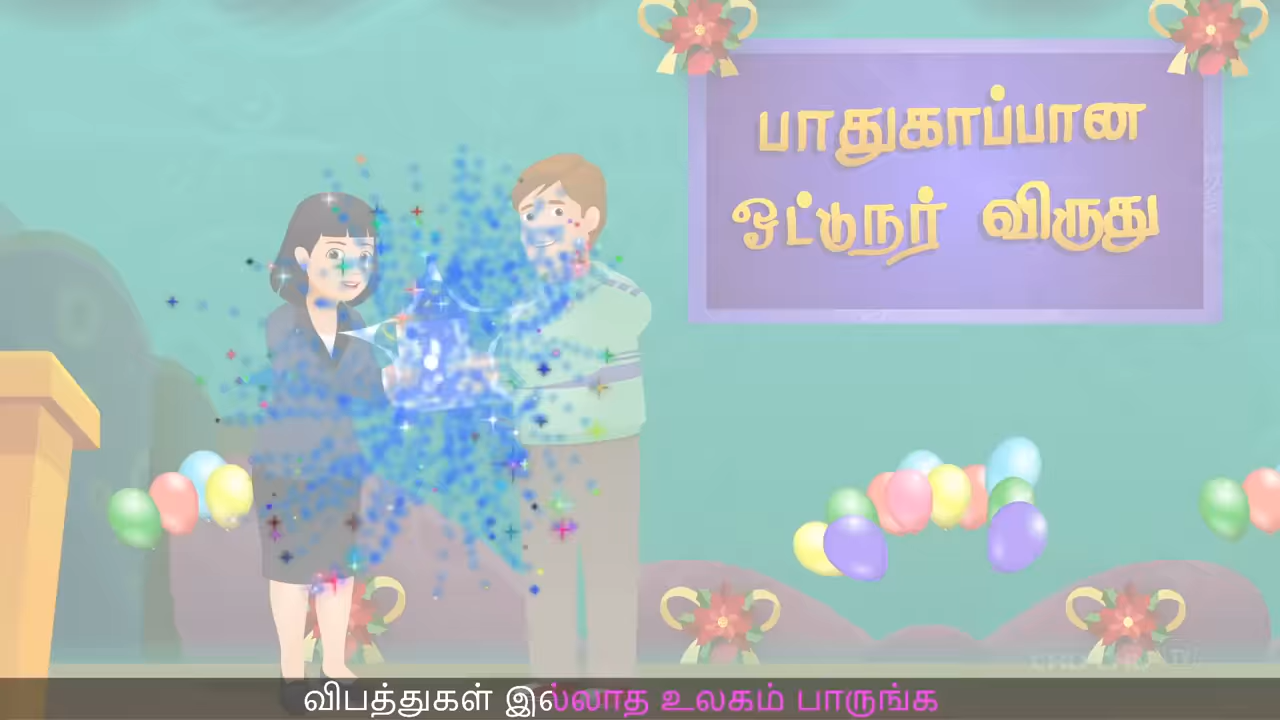 பாதுகாப்பான
ஓட்டுநர் விருது
விபத்துகள் இல்லாத உலகம் பாருங்க